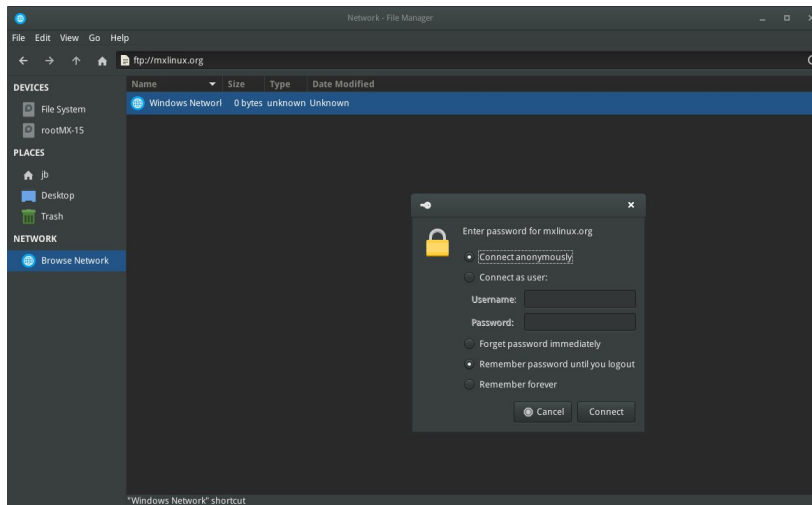 Network - File Manager
File Edit View Go Help
ftp://mxlinux.org
DEVICES
File System
rootMX-15
PLACES
jb
Desktop
Trash
NETWORK
Browse Network
Name Size Type Date Modified
Windows Networl 0 bytes unknown Unknown
Enter password for mxlinux.org
Connect anonymously
Connect as user:
Username:
Password:
Forget password immediately
Remember password until you logout
Remember forever
Cancel Connect
"Windows Network" shortcut